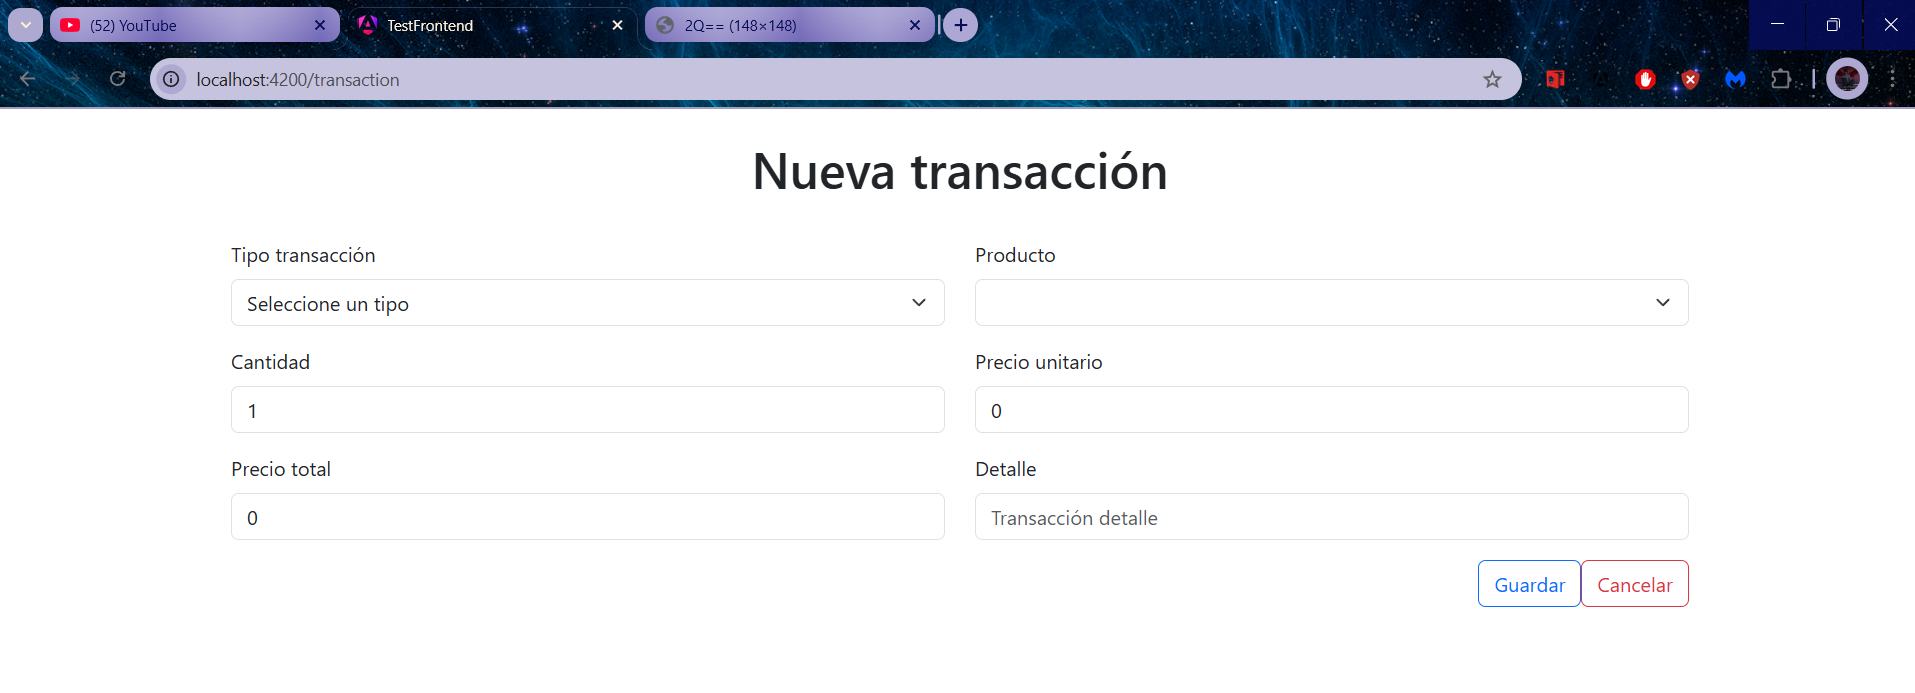 (52) YouTube
TestFrontend
2Q== (148×148)
localhost:4200/transaction
Nueva transacción
Tipo transacción
Producto
Seleccione un tipo
Cantidad
Precio unitario
1
0
Precio total
Detalle
0
Transacción detalle
Guardar
Cancelar